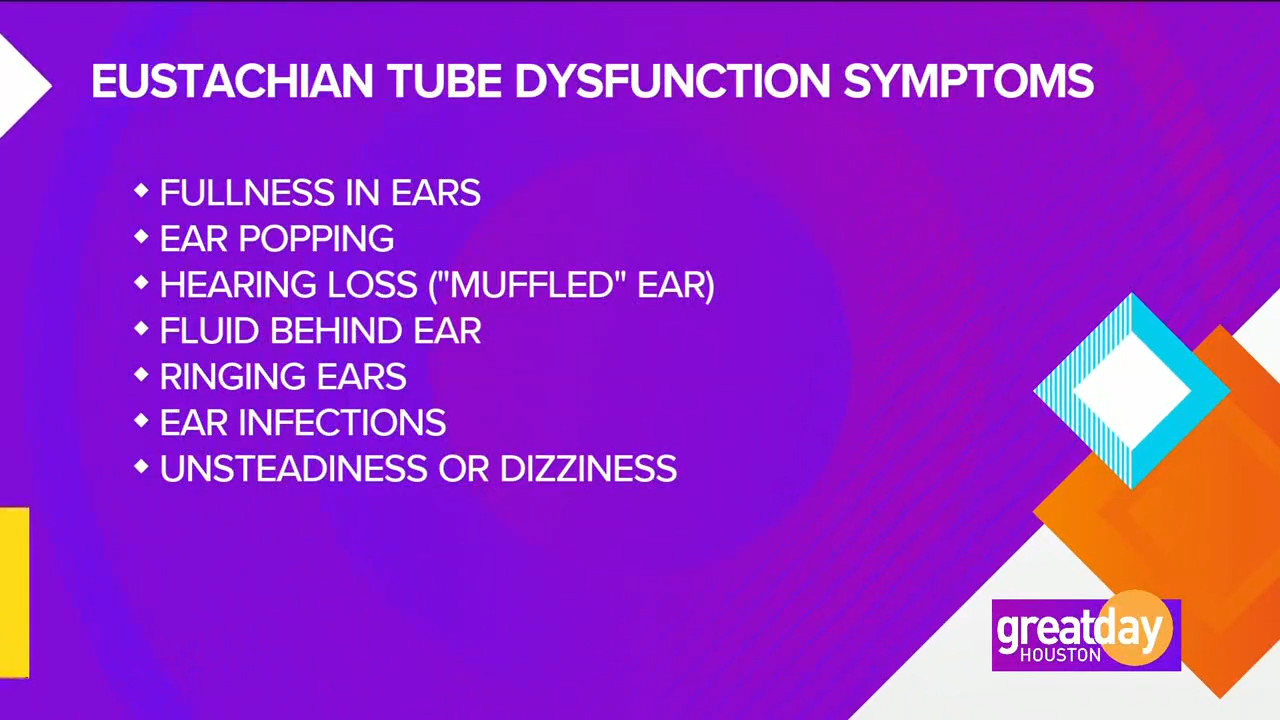 EUSTACHIAN TUBE DYSFUNCTION SYMPTOMS
FULLNESS IN EARS
EAR POPPING
HEARING LOSS ("MUFFLED" EAR)
FLUID BEHIND EAR
RINGING EARS
EAR INFECTIONS
UNSTEADINESS OR DIZZINESS
greatday
HOUSTON